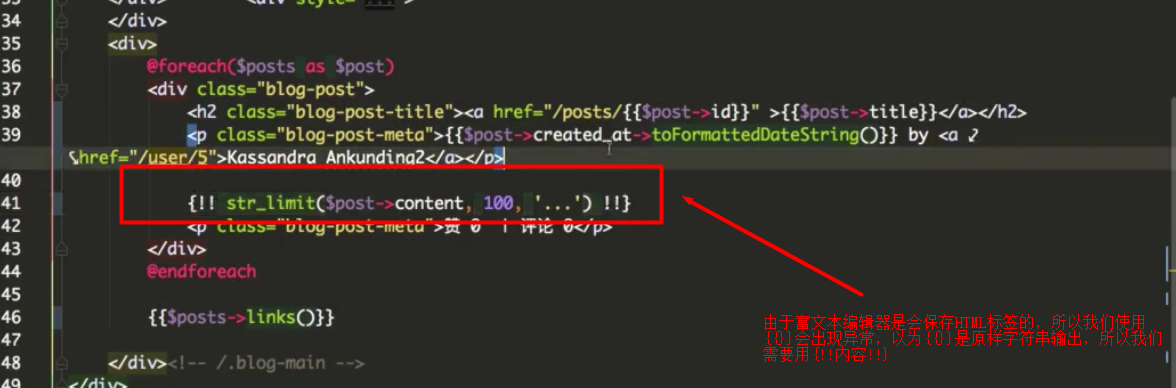 33 </div> <div style="...">
34 </div>
35 <div>
36 @foreach($posts as $post)
37 <div class="blog-post">
38 <h2 class="blog-post-title"><a href="/posts/{{$post->id}}" >{{$post->title}}</a></h2>
39 <p class="blog-post-meta">{{$post->created_at->toFormattedDateString()}} by <a
href="/user/5">Kassandra Ankunding2</a></p>
40
41 {!! str_limit($post->content, 100, '...') !!}
42 <p class="blog-post-meta">赞 0 | 评论 0</p>
43 </div>
44 @endforeach
45
46 {{$posts->links()}}
47
48 </div><!-- /.blog-main -->
49 </div>
由于富文本编辑器是会保存HTML标签的，所以我们使用
{{}}会出现异常，以为{{}}是原样字符串输出，所以我们
需要用{!!内容!!}